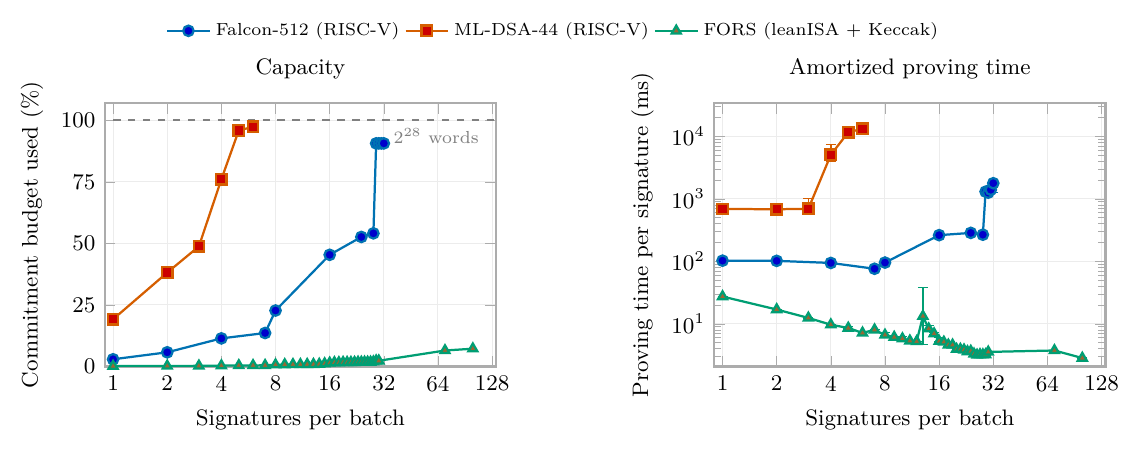 Falcon-512 (RISC-V) ML-DSA-44 (RISC-V) FORS (leanISA + Keccak)
Capacity
Commitment budget used (%)
100
75
50
25
0
2^28 words
1 2 4 8 16 32 64 128
Signatures per batch
Amortized proving time
Proving time per signature (ms)
10^4
10^3
10^2
10^1
1 2 4 8 16 32 64 128
Signatures per batch